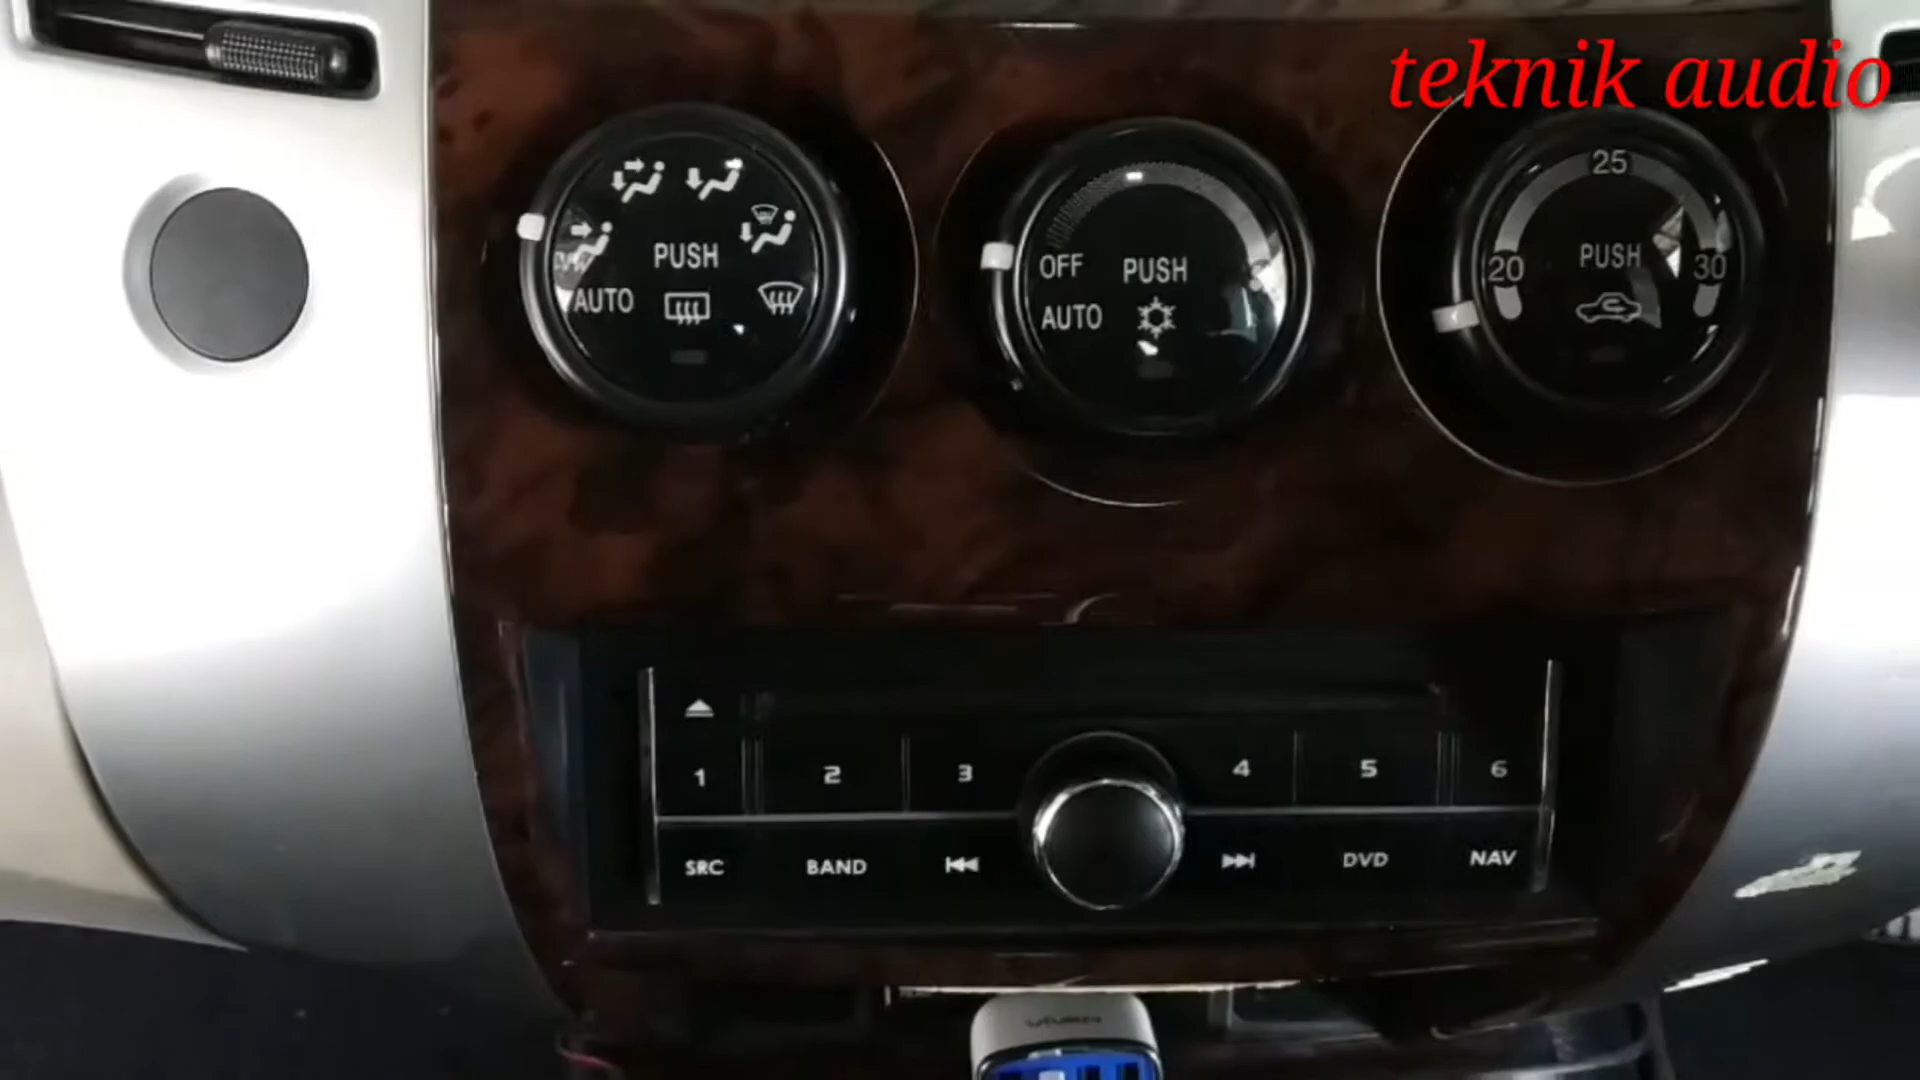 teknik audio
PUSH
AUTO
OFF
PUSH
AUTO
25
20
PUSH
30
1
2
3
4
5
6
SRC
BAND
DVD
NAV